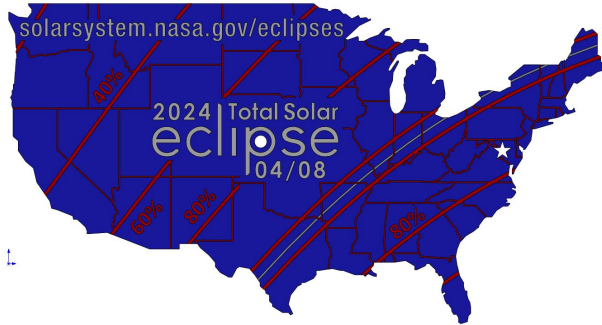 solarsystem.nasa.gov/eclipses
40%
2024 Total Solar
eclipse
04/08
60%
80%
80%